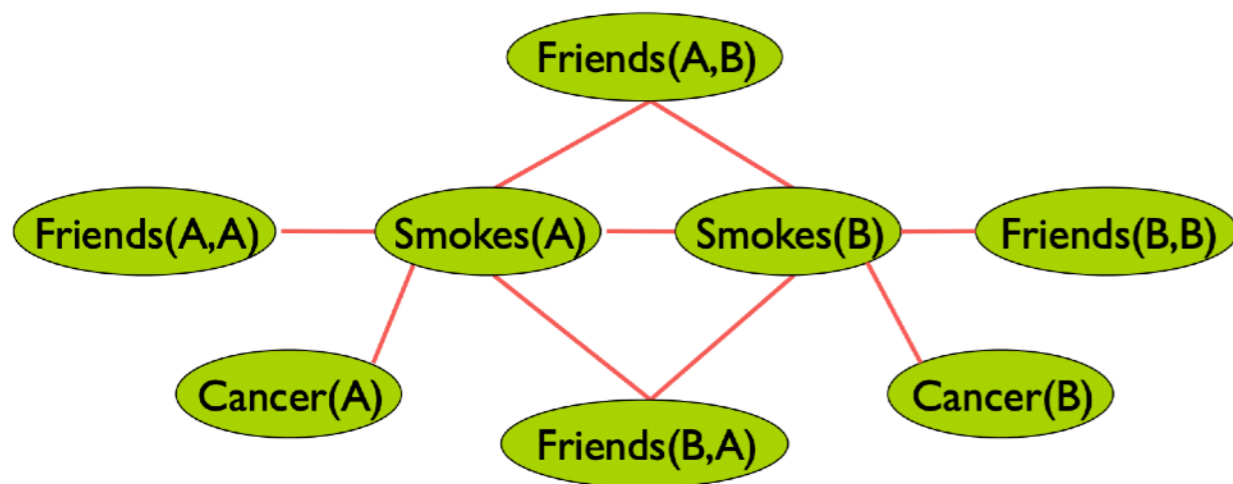 Friends(A,B)
Friends(A,A)
Smokes(A)
Smokes(B)
Friends(B,B)
Cancer(A)
Cancer(B)
Friends(B,A)